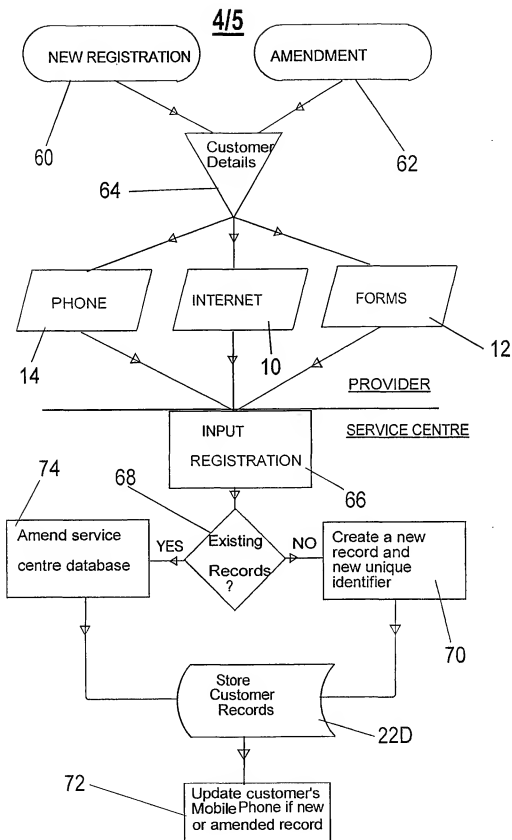 4/5
NEW REGISTRATION
AMENDMENT
60
62
Customer
Details
64
PHONE
INTERNET
FORMS
14
10
12
PROVIDER
SERVICE CENTRE
INPUT
REGISTRATION
66
74
68
Amend service
centre database
YES
Existing
Records
?
NO
Create a new
record and
new unique
identifier
70
Store
Customer
Records
22D
72
Update customer's
Mobile Phone if new
or amended record